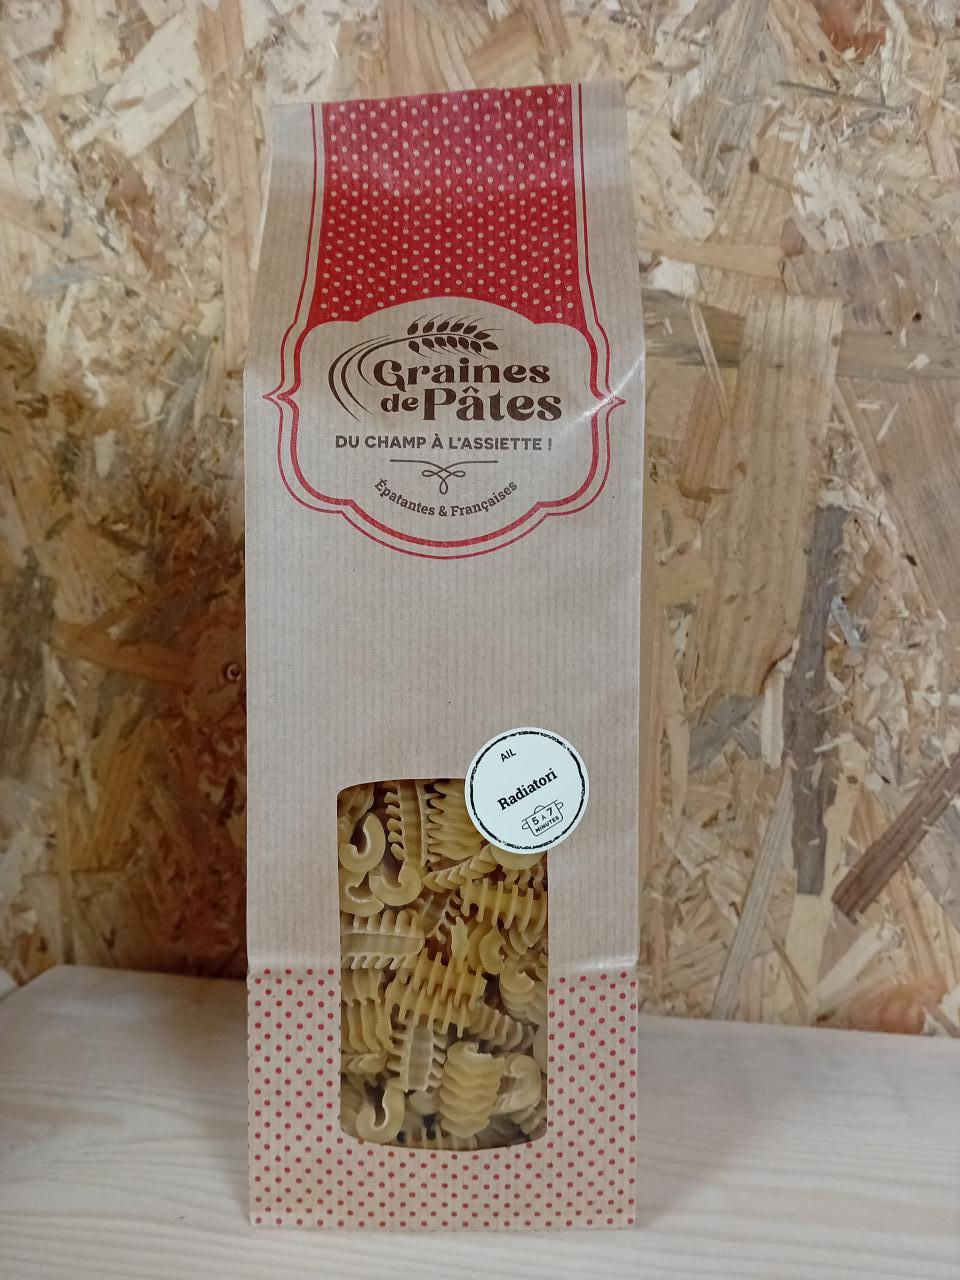 Graines
de Pâtes
DU CHAMP À L'ASSIETTE !
Épatantes & Françaises
AIL
Radiatori
5 À 7
MINUTES